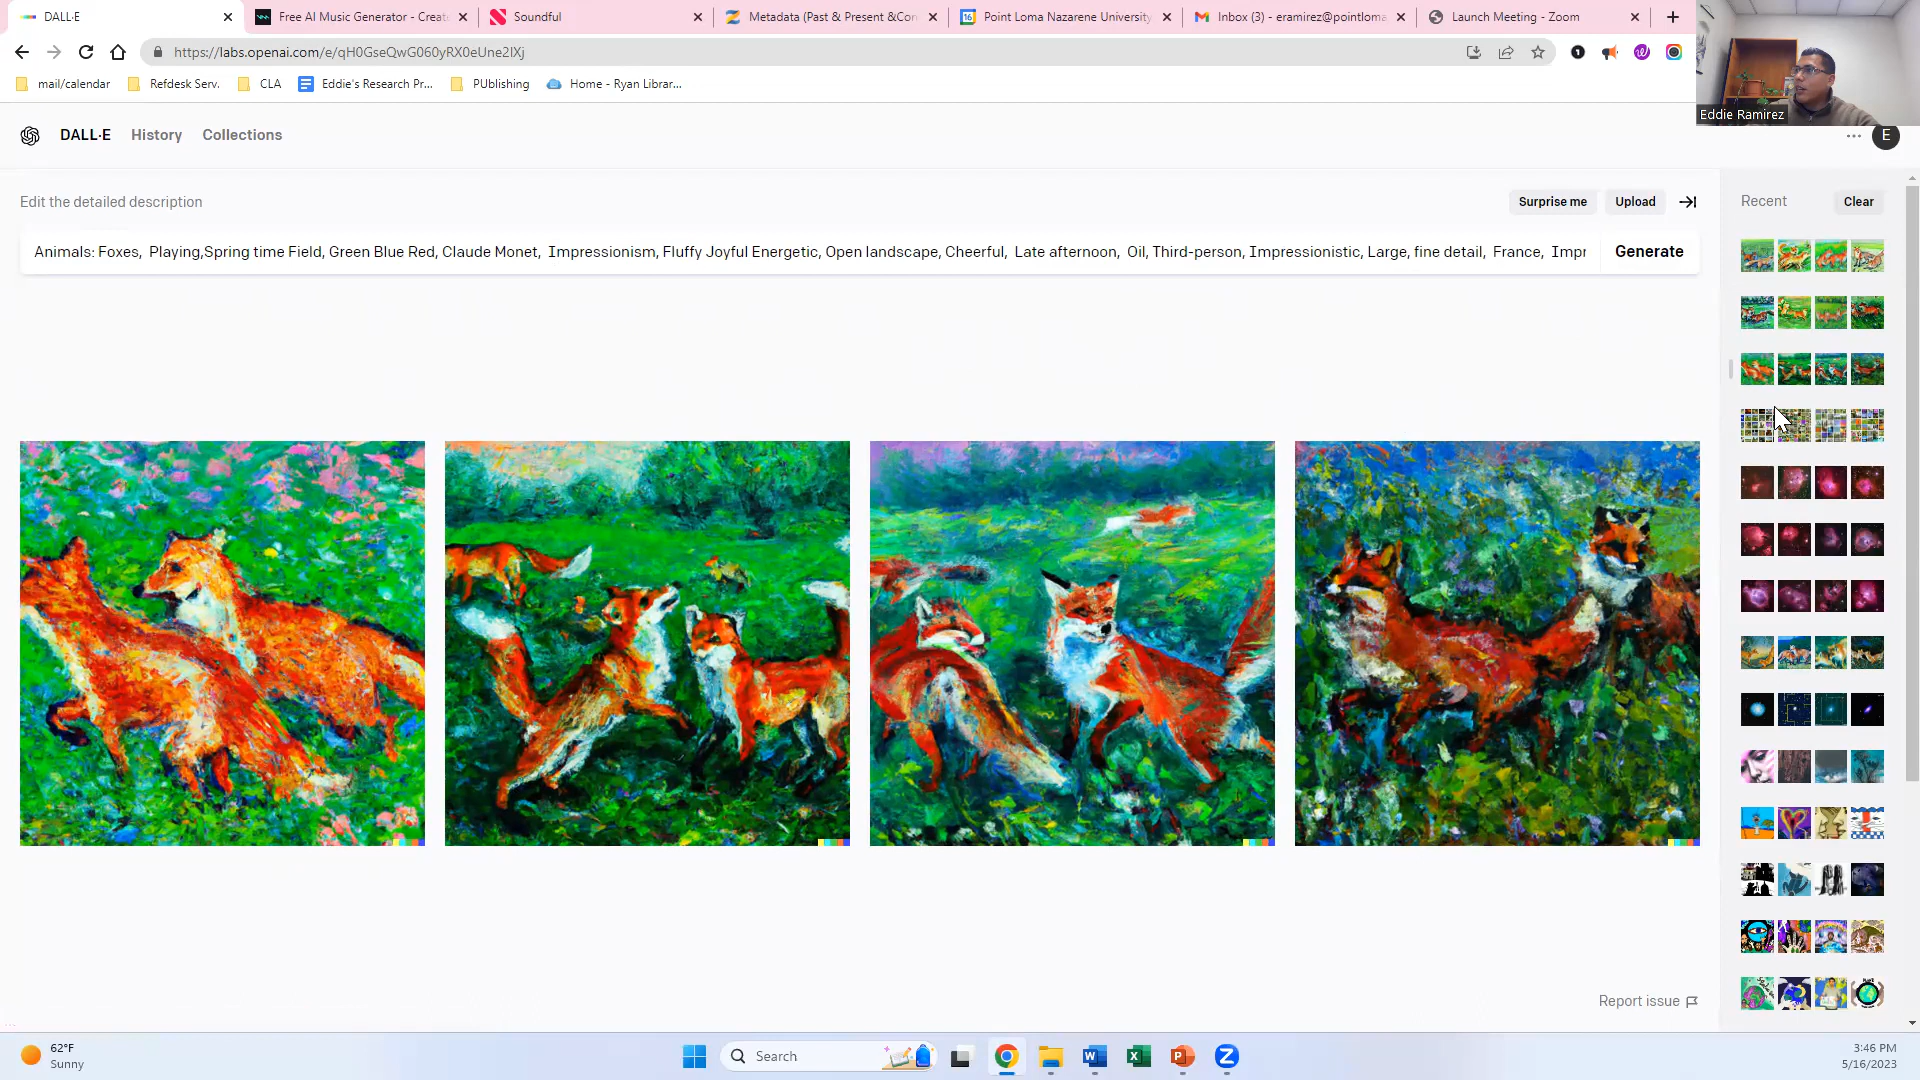 DALL·E
Free AI Music Generator - Create
Soundful
Metadata (Past & Present &Con
Point Loma Nazarene University
Inbox (3) - eramirez@pointloma
Launch Meeting - Zoom
https://labs.openai.com/e/qH0GseQwG060yRX0eUne2IXj
mail/calendar
Refdesk Serv.
CLA
Eddie's Research Pr...
PUblishing
Home - Ryan Librar...
Eddie Ramirez
DALL·E
History
Collections
E
Edit the detailed description
Surprise me
Upload
Recent
Clear
Animals: Foxes, Playing,Spring time Field, Green Blue Red, Claude Monet, Impressionism, Fluffy Joyful Energetic, Open landscape, Cheerful, Late afternoon, Oil, Third-person, Impressionistic, Large, fine detail, France, Impr
Generate
Report issue
62°F
Sunny
Search
3:46 PM
5/16/2023